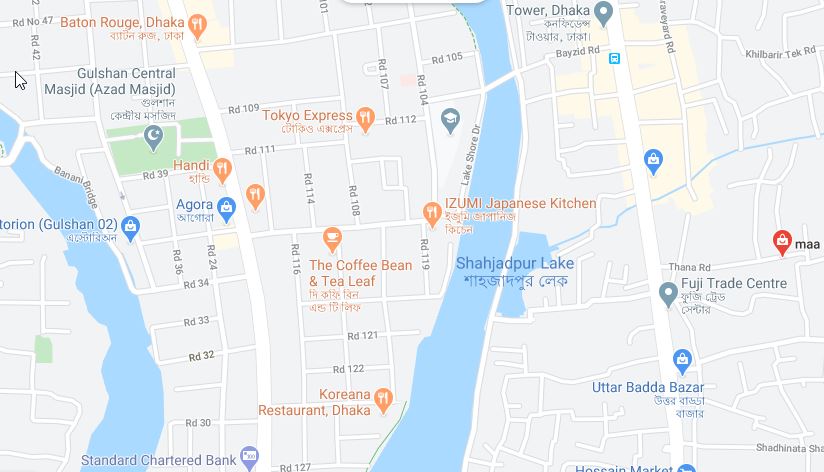 Rd No 47
Rd 42
Baton Rouge, Dhaka
ব্যাটন রুজ, ঢাকা
Tower, Dhaka
কনফিডেন্স
টাওয়ার, ঢাকা।
Bayzid Rd
Khilbarir Tek Rd
Rd 105
Rd 107
Rd 104
Gulshan Central
Masjid (Azad Masjid)
গুলশান
কেন্দ্রীয় মসজিদ
Rd 109
Tokyo Express
টোকিও এক্সপ্রেস
Rd 112
Lake Shore Dr
Banani Bridge
Rd 111
Handi
হান্ডি
Rd 39
Rd 114
Rd 108
Agora
আগোরা
IZUMI Japanese Kitchen
ইজুমি জাপানিজ
কিচেন
torion (Gulshan 02)
এস্টোরিঅন
Rd 36
Rd 24
Rd 116
Rd 119
The Coffee Bean
& Tea Leaf
দি কফি বিন
এন্ড টি লিফ
Shahjadpur Lake
শাহজাদপুর লেক
maa
Thana Rd
Fuji Trade Centre
ফুজি ট্রেড
সেন্টার
Rd 34
Rd 33
Rd 32
Rd 121
Rd 122
Uttar Badda Bazar
উত্তর বাড্ডা
বাজার
Koreana
Restaurant, Dhaka
Rd 30
Standard Chartered Bank
Rd 127
Shadhinata Sha
Hossain Market